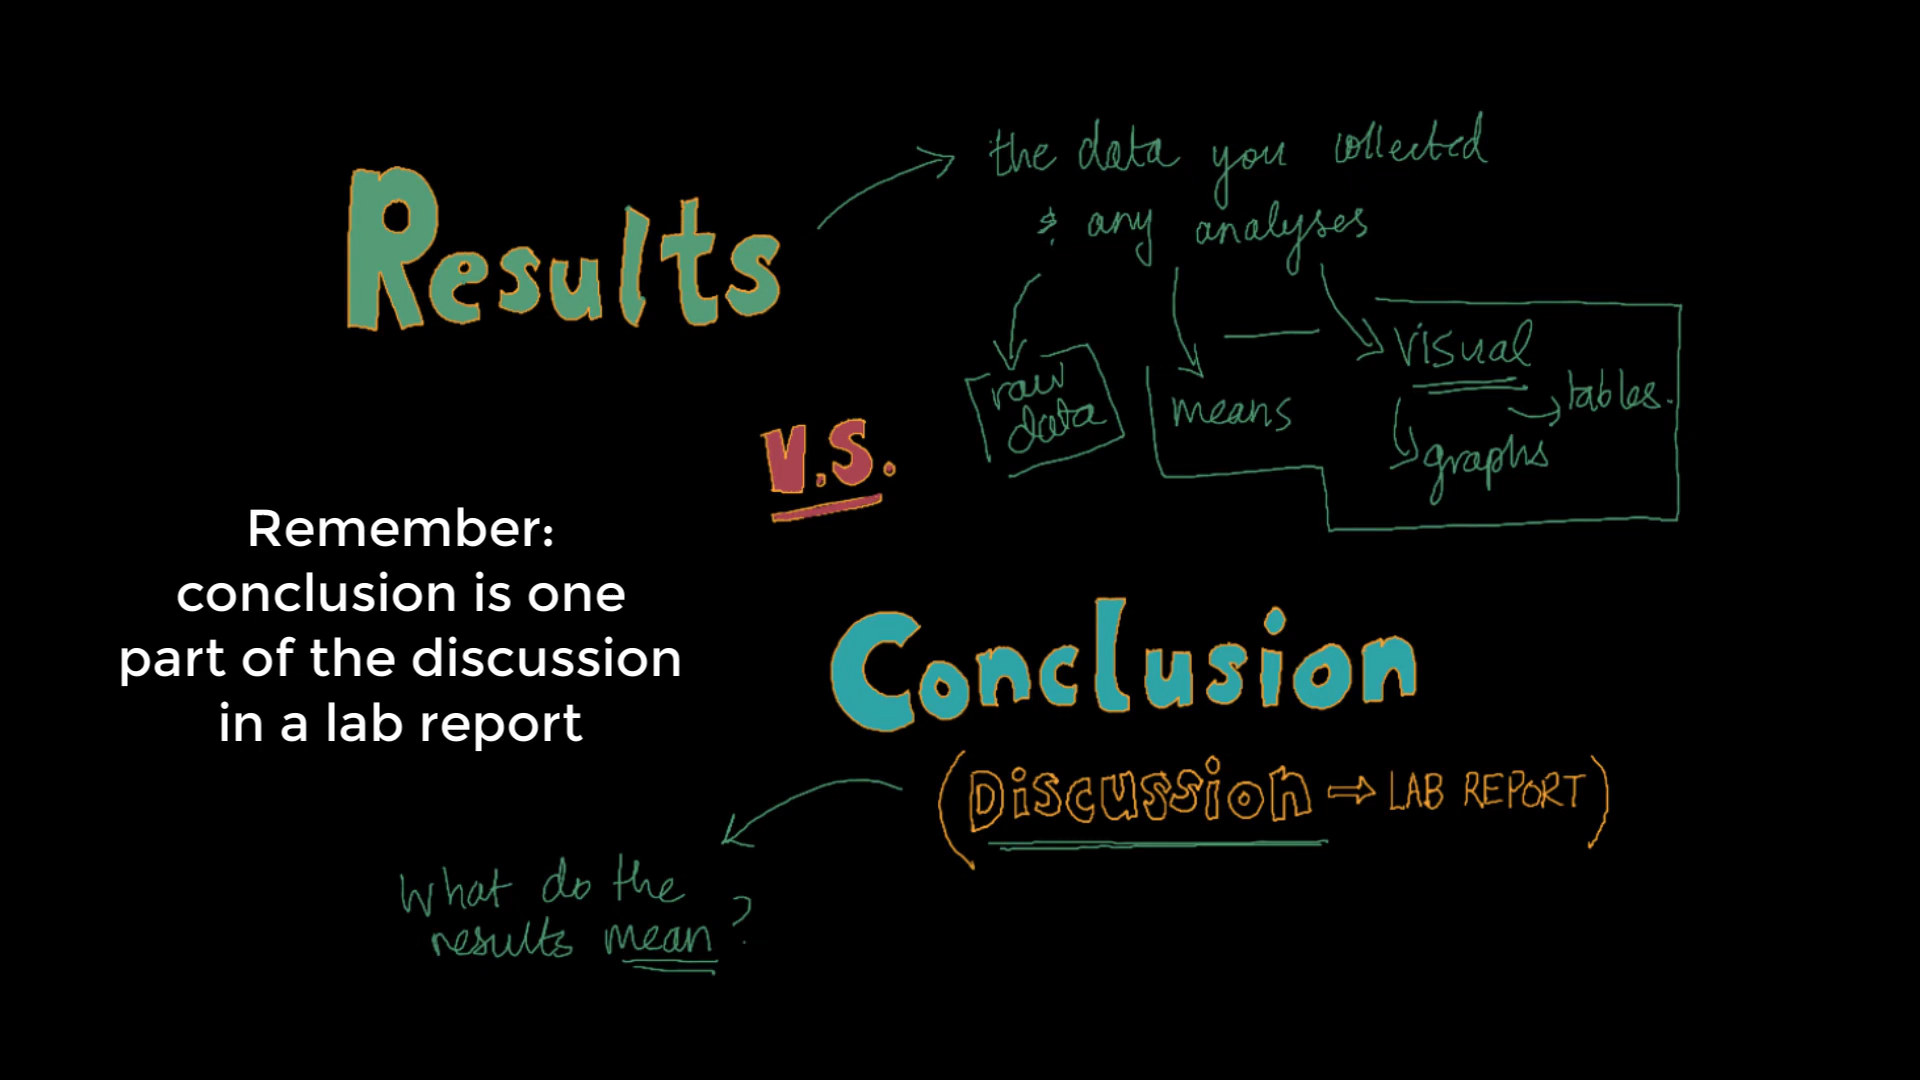 Results
the data you collected
& any analyses
raw
data
means
visual
tables.
graphs
v.s.
Remember:
conclusion is one
part of the discussion
in a lab report
Conclusion
(Discussion ⇒ LAB REPORT)
What do the
results mean?